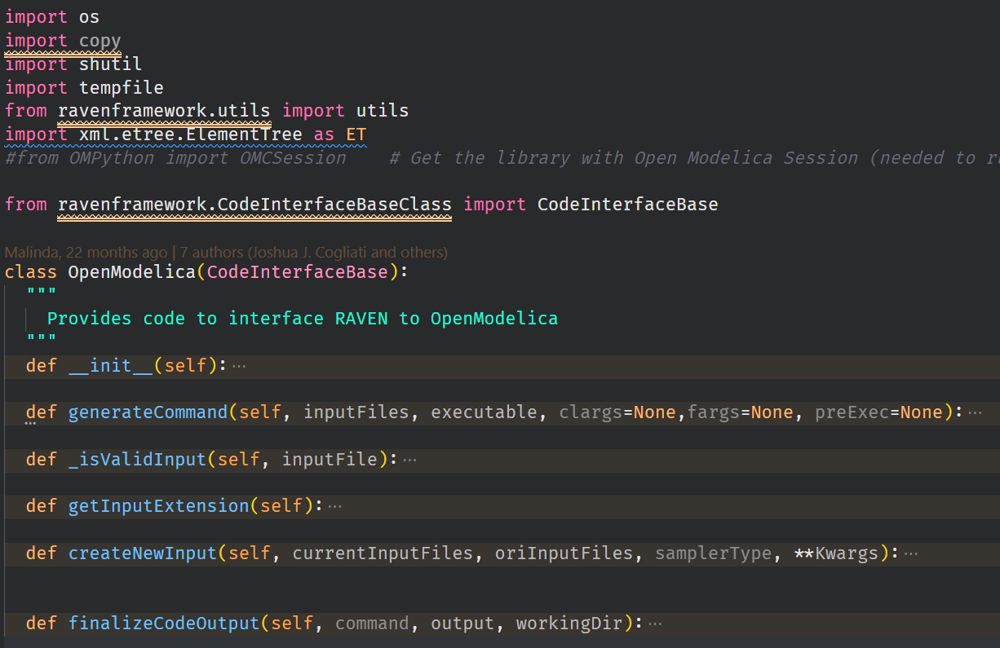 import os
import copy
import shutil
import tempfile
from ravenframework.utils import utils
import xml.etree.ElementTree as ET
#from OMPython import OMCSession    # Get the library with Open Modelica Session (needed to

from ravenframework.CodeInterfaceBaseClass import CodeInterfaceBase

Malinda, 22 months ago | 7 authors (Joshua J. Cogliati and others)
class OpenModelica(CodeInterfaceBase):
  """
    Provides code to interface RAVEN to OpenModelica
  """
  def __init__(self):···

  def generateCommand(self, inputFiles, executable, clargs=None,fargs=None, preExec=None):···

  def _isValidInput(self, inputFile):···

  def getInputExtension(self):···

  def createNewInput(self, currentInputFiles, oriInputFiles, samplerType, **Kwargs):···

  def finalizeCodeOutput(self, command, output, workingDir):···